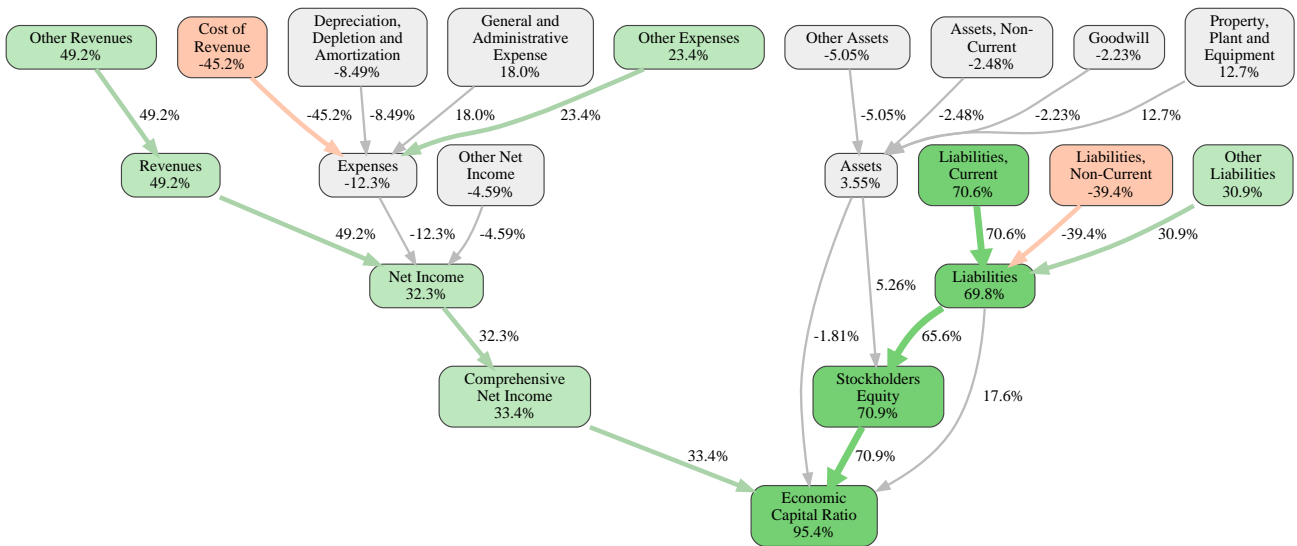 Other Revenues
49.2%
Cost of
Revenue
-45.2%
Depreciation,
Depletion and
Amortization
-8.49%
General and
Administrative
Expense
18.0%
Other Expenses
23.4%
Other Assets
-5.05%
Assets, Non-
Current
-2.48%
Goodwill
-2.23%
Property,
Plant and
Equipment
12.7%
49.2%
-45.2%
-8.49%
18.0%
23.4%
-5.05%
-2.48%
-2.23%
12.7%
Revenues
49.2%
Expenses
-12.3%
Other Net
Income
-4.59%
Assets
3.55%
Liabilities,
Current
70.6%
Liabilities,
Non-Current
-39.4%
Other
Liabilities
30.9%
49.2%
-12.3%
-4.59%
70.6%
-39.4%
30.9%
Net Income
32.3%
5.26%
Liabilities
69.8%
32.3%
-1.81%
65.6%
Comprehensive
Net Income
33.4%
Stockholders
Equity
70.9%
17.6%
33.4%
70.9%
Economic
Capital Ratio
95.4%